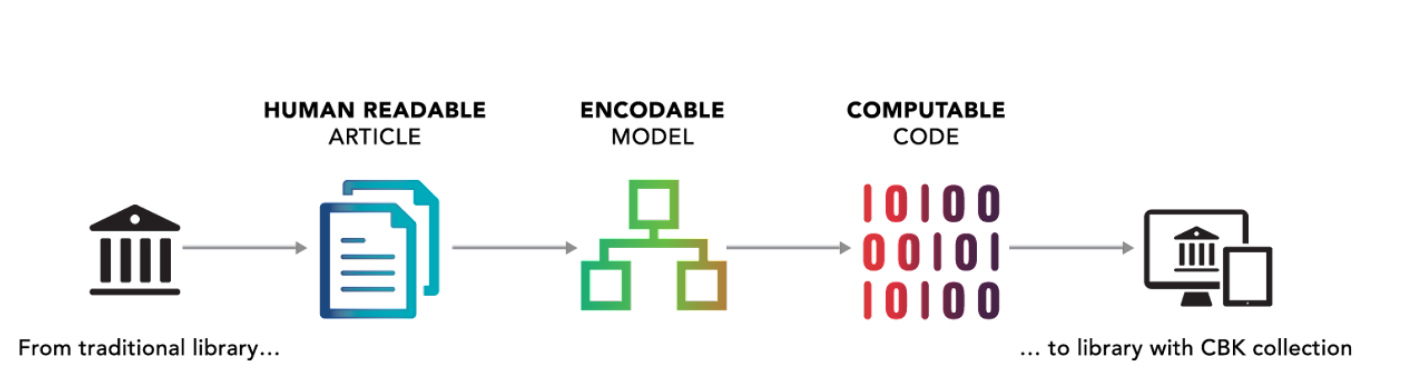 HUMAN READABLE
ARTICLE
ENCODABLE
MODEL
COMPUTABLE
CODE
10100
00101
10100
From traditional library...
... to library with CBK collection